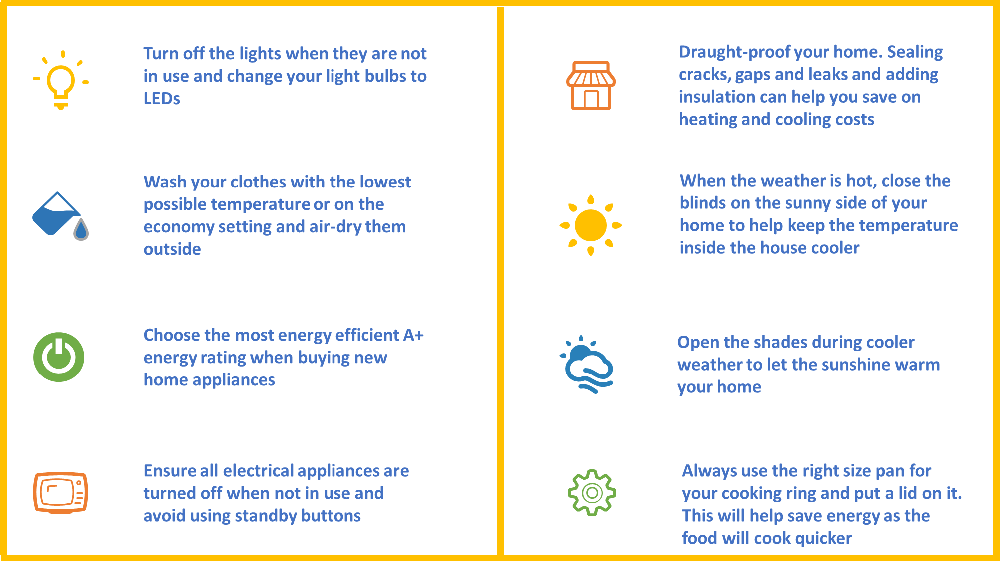 Turn off the lights when they are not
in use and change your light bulbs to
LEDs
Wash your clothes with the lowest
possible temperature or on the
economy setting and air-dry them
outside
Choose the most energy efficient A+
energy rating when buying new
home appliances
Ensure all electrical appliances are
turned off when not in use and
avoid using standby buttons
Draught-proof your home. Sealing
cracks, gaps and leaks and adding
insulation can help you save on
heating and cooling costs
When the weather is hot, close the
blinds on the sunny side of your
home to help keep the temperature
inside the house cooler
Open the shades during cooler
weather to let the sunshine warm
your home
Always use the right size pan for
your cooking ring and put a lid on it.
This will help save energy as the
food will cook quicker